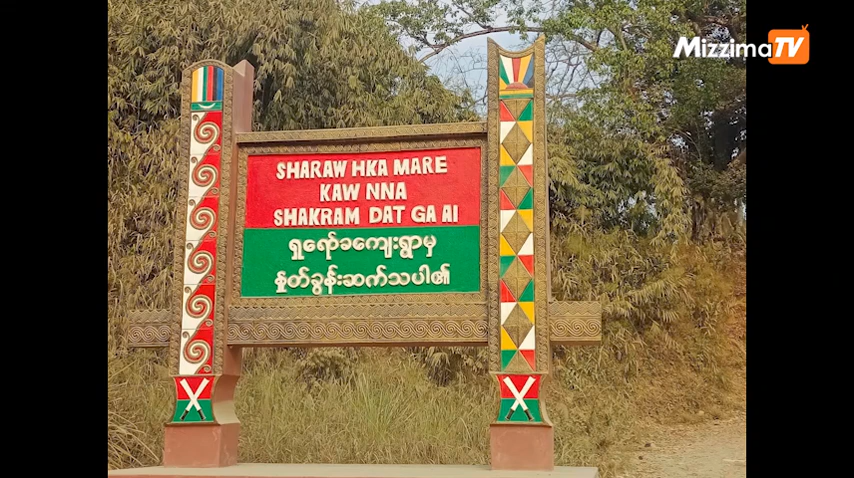 MizzimaTV
SHARAW HKA MARE
KAW NNA
SHAKRAM DAT GA AI
ရှရော်ခကျေးရွာမှ
နှုတ်ခွန်းဆက်သပါ၏